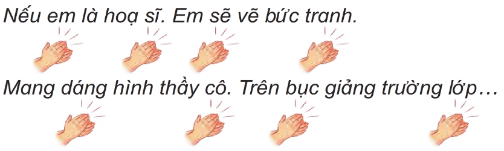 Nếu em là hoạ sĩ. Em sẽ vẽ bức tranh.
Mang dáng hình thầy cô. Trên bục giảng trường lớp…